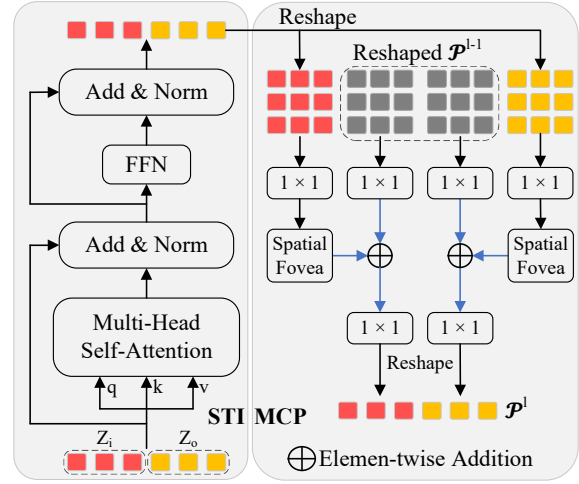 Reshape
Add & Norm
FFN
Add & Norm
Multi-Head
Self-Attention
q k v
STI
Z_i Z_o
Reshaped 𝓟^{l-1}
1 × 1 1 × 1 1 × 1 1 × 1
Spatial
Fovea
Spatial
Fovea
1 × 1 1 × 1
Reshape
𝓟^l
MCP
Elemen-twise Addition